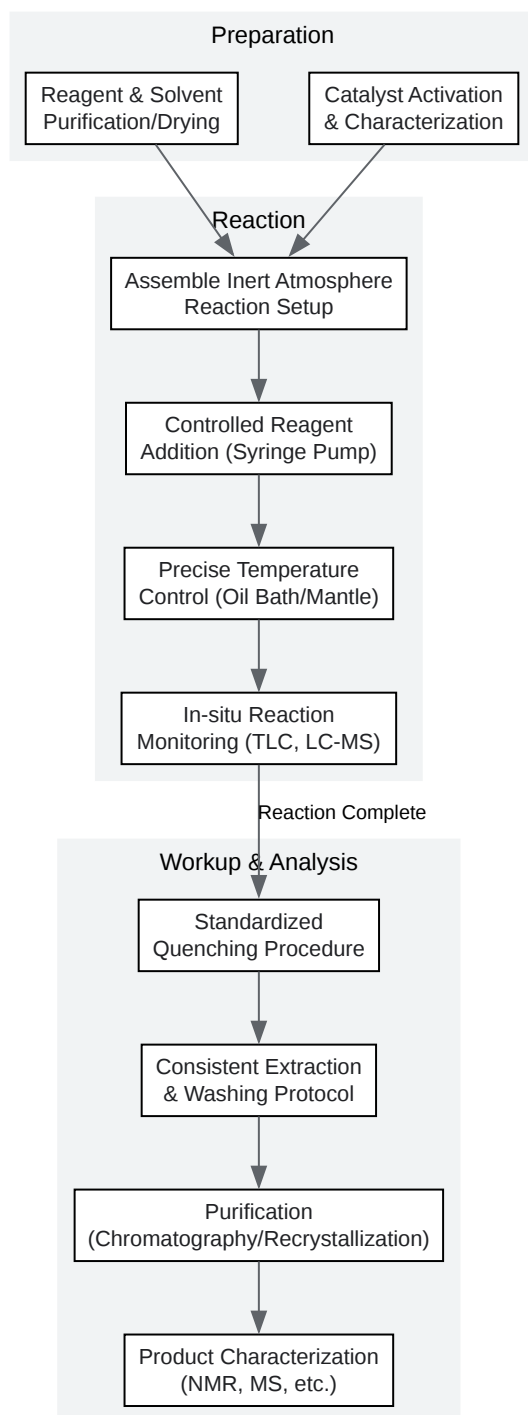 Preparation
Reagent & Solvent
Purification/Drying
Catalyst Activation
& Characterization
Reaction
Assemble Inert Atmosphere
Reaction Setup
Controlled Reagent
Addition (Syringe Pump)
Precise Temperature
Control (Oil Bath/Mantle)
In-situ Reaction
Monitoring (TLC, LC-MS)
Reaction Complete
Workup & Analysis
Standardized
Quenching Procedure
Consistent Extraction
& Washing Protocol
Purification
(Chromatography/Recrystallization)
Product Characterization
(NMR, MS, etc.)